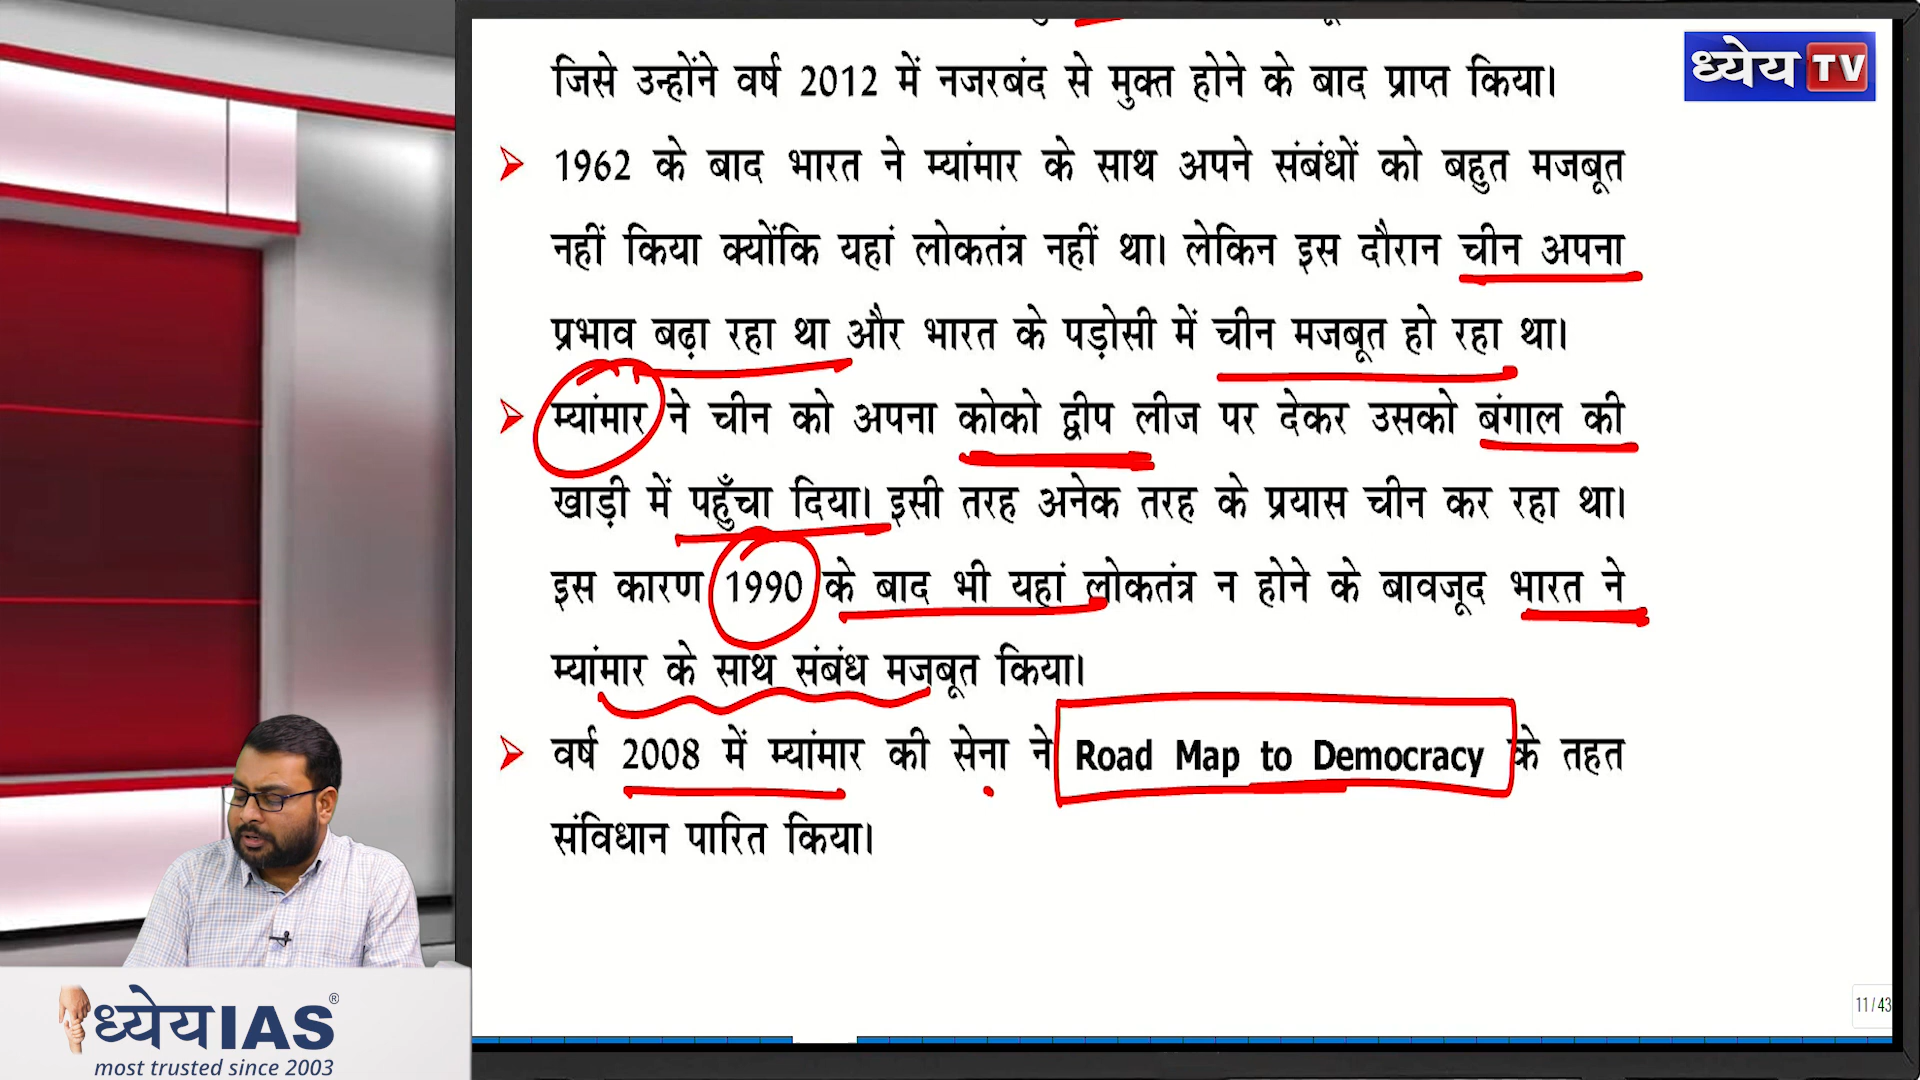 जिसे उन्होंने वर्ष 2012 में नजरबंद से मुक्त होने के बाद प्राप्त किया।
ध्येय TV
1962 के बाद भारत ने म्यांमार के साथ अपने संबंधों को बहुत मजबूत
नहीं किया क्योंकि यहां लोकतंत्र नहीं था। लेकिन इस दौरान चीन अपना
प्रभाव बढ़ा रहा था और भारत के पड़ोसी में चीन मजबूत हो रहा था।
म्यांमार ने चीन को अपना कोको द्वीप लीज पर देकर उसको बंगाल की
खाड़ी में पहुँचा दिया। इसी तरह अनेक तरह के प्रयास चीन कर रहा था।
इस कारण 1990 के बाद भी यहां लोकतंत्र न होने के बावजूद भारत ने
म्यांमार के साथ संबंध मजबूत किया।
वर्ष 2008 में म्यांमार की सेना ने Road Map to Democracy के तहत
संविधान पारित किया।
11/43
ध्येय IAS®
most trusted since 2003